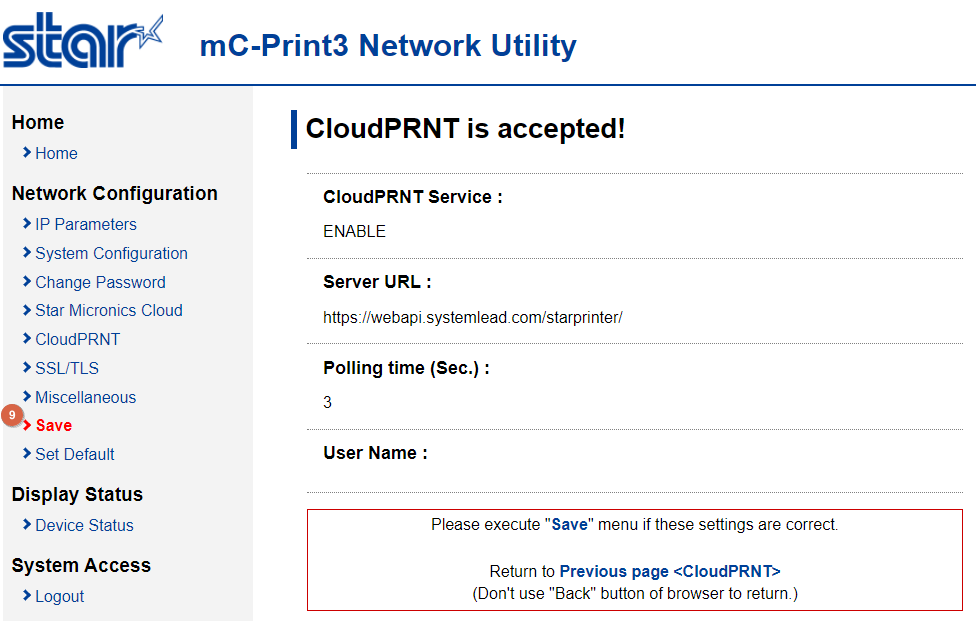 star
mC-Print3 Network Utility
Home
Home
Network Configuration
IP Parameters
System Configuration
Change Password
Star Micronics Cloud
CloudPRNT
SSL/TLS
Miscellaneous
9
Save
Set Default
Display Status
Device Status
System Access
Logout
CloudPRNT is accepted!
CloudPRNT Service :
ENABLE
Server URL :
https://webapi.systemlead.com/starprinter/
Polling time (Sec.) :
3
User Name :
Please execute "Save" menu if these settings are correct.
Return to Previous page <CloudPRNT>
(Don't use "Back" button of browser to return.)